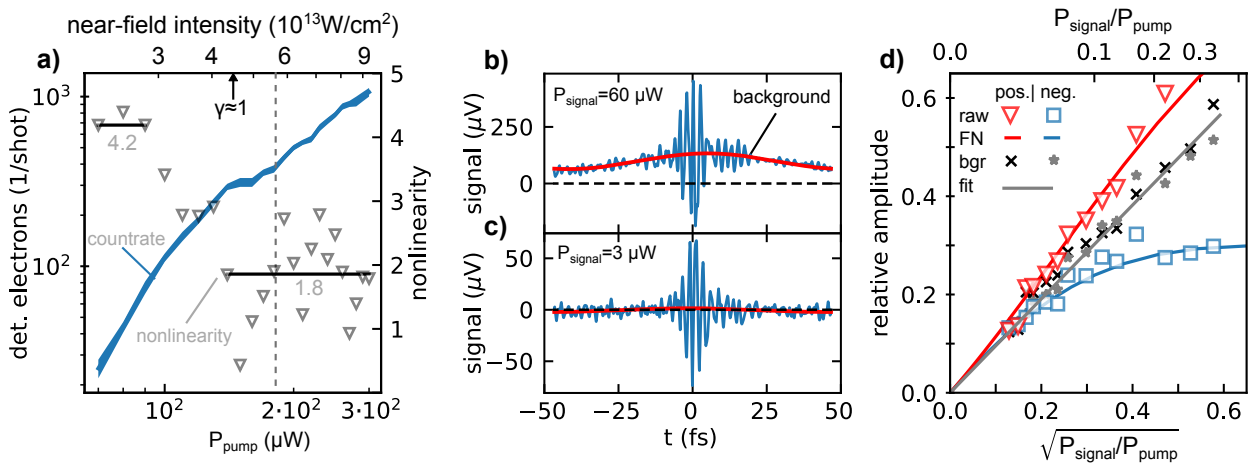 near-field intensity (10¹³W/cm²)
3 4 6 9
a)
γ≈1
4.2
countrate
nonlinearity
1.8
det. electrons (1/shot)
10³
10²
nonlinearity
5
4
3
2
1
10² 2·10² 3·10²
P_pump (µW)
b)
P_signal=60 µW
background
signal (µV)
250
0
c)
P_signal=3 µW
signal (µV)
50
0
−50
−50 −25 0 25 50
t (fs)
P_signal/P_pump
0.0 0.1 0.2 0.3
d)
pos.| neg.
raw
FN
bgr
fit
relative amplitude
0.6
0.4
0.2
0.0
0.0 0.2 0.4 0.6
√P_signal/P_pump